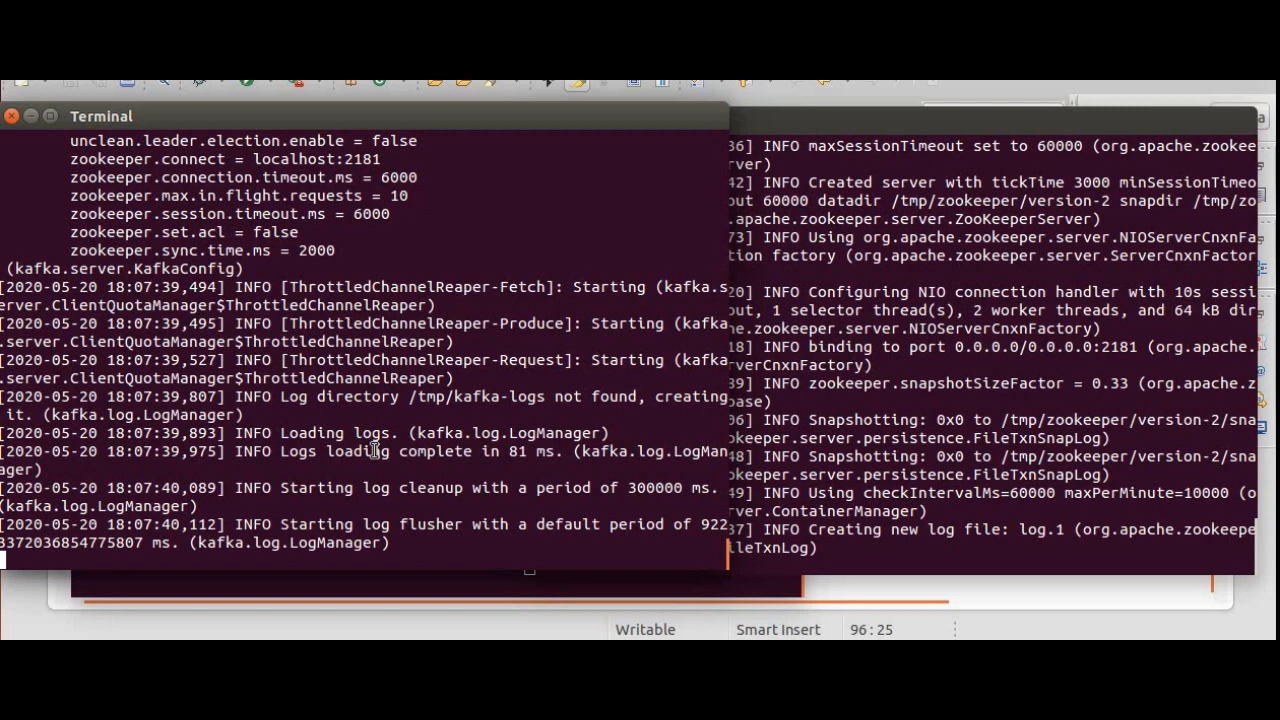 Terminal
unclean.leader.election.enable = false
zookeeper.connect = localhost:2181
zookeeper.connection.timeout.ms = 6000
zookeeper.max.in.flight.requests = 10
zookeeper.session.timeout.ms = 6000
zookeeper.set.acl = false
zookeeper.sync.time.ms = 2000
(kafka.server.KafkaConfig)
[2020-05-20 18:07:39,494] INFO [ThrottledChannelReaper-Fetch]: Starting (kafka.s
erver.ClientQuotaManager$ThrottledChannelReaper)
[2020-05-20 18:07:39,495] INFO [ThrottledChannelReaper-Produce]: Starting (kafka
.server.ClientQuotaManager$ThrottledChannelReaper)
[2020-05-20 18:07:39,527] INFO [ThrottledChannelReaper-Request]: Starting (kafka
.server.ClientQuotaManager$ThrottledChannelReaper)
[2020-05-20 18:07:39,807] INFO Log directory /tmp/kafka-logs not found, creating
it. (kafka.log.LogManager)
[2020-05-20 18:07:39,893] INFO Loading logs. (kafka.log.LogManager)
[2020-05-20 18:07:39,975] INFO Logs loading complete in 81 ms. (kafka.log.LogMan
ager)
[2020-05-20 18:07:40,089] INFO Starting log cleanup with a period of 300000 ms.
(kafka.log.LogManager)
[2020-05-20 18:07:40,112] INFO Starting log flusher with a default period of 922
3372036854775807 ms. (kafka.log.LogManager)
36] INFO maxSessionTimeout set to 60000 (org.apache.zookee
rver)
42] INFO Created server with tickTime 3000 minSessionTimeo
out 60000 datadir /tmp/zookeeper/version-2 snapdir /tmp/zo
.apache.zookeeper.server.ZooKeeperServer)
73] INFO Using org.apache.zookeeper.server.NIOServerCnxnFa
tion factory (org.apache.zookeeper.server.ServerCnxnFactor
20] INFO Configuring NIO connection handler with 10s sessi
out, 1 selector thread(s), 2 worker threads, and 64 kB dir
he.zookeeper.server.NIOServerCnxnFactory)
18] INFO binding to port 0.0.0.0/0.0.0.0:2181 (org.apache.
rCnxnFactory)
89] INFO zookeeper.snapshotSizeFactor = 0.33 (org.apache.z
base)
06] INFO Snapshotting: 0x0 to /tmp/zookeeper/version-2/sna
okeeper.server.persistence.FileTxnSnapLog)
48] INFO Snapshotting: 0x0 to /tmp/zookeeper/version-2/sna
okeeper.server.persistence.FileTxnSnapLog)
49] INFO Using checkIntervalMs=60000 maxPerMinute=10000 (o
rver.ContainerManager)
37] INFO Creating new log file: log.1 (org.apache.zookeepe
ileTxnLog)
Writable
Smart Insert
96:25